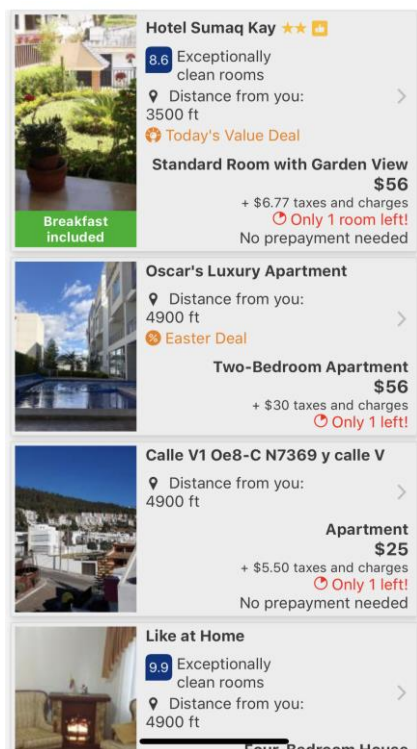 Hotel Sumaq Kay
8.6 Exceptionally
clean rooms
Distance from you:
3500 ft
Today's Value Deal
Standard Room with Garden View
$56
+ $6.77 taxes and charges
Only 1 room left!
No prepayment needed
Breakfast
included
Oscar's Luxury Apartment
Distance from you:
4900 ft
Easter Deal
Two-Bedroom Apartment
$56
+ $30 taxes and charges
Only 1 left!
Calle V1 Oe8-C N7369 y calle V
Distance from you:
4900 ft
Apartment
$25
+ $5.50 taxes and charges
Only 1 left!
No prepayment needed
Like at Home
9.9 Exceptionally
clean rooms
Distance from you:
4900 ft
Four-Bedroom House